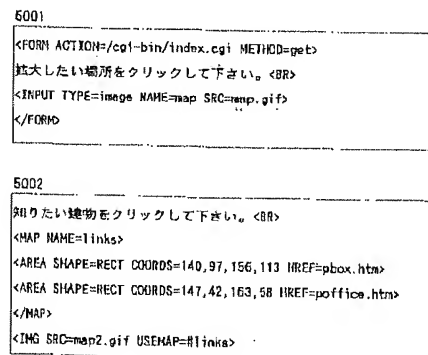 5001
<FORM ACTION=/cgi-bin/index.cgi METHOD=get>
拡大したい場所をクリックして下さい。<BR>
<INPUT TYPE=image NAME=map SRC=map.gif>
</FORM>
5002
知りたい建物をクリックして下さい。<BR>
<MAP NAME=links>
<AREA SHAPE=RECT COORDS=140,97,156,113 HREF=pbox.htm>
<AREA SHAPE=RECT COORDS=147,42,163,58 HREF=poffice.htm>
</MAP>
<IMG SRC=map2.gif USEMAP=#links>